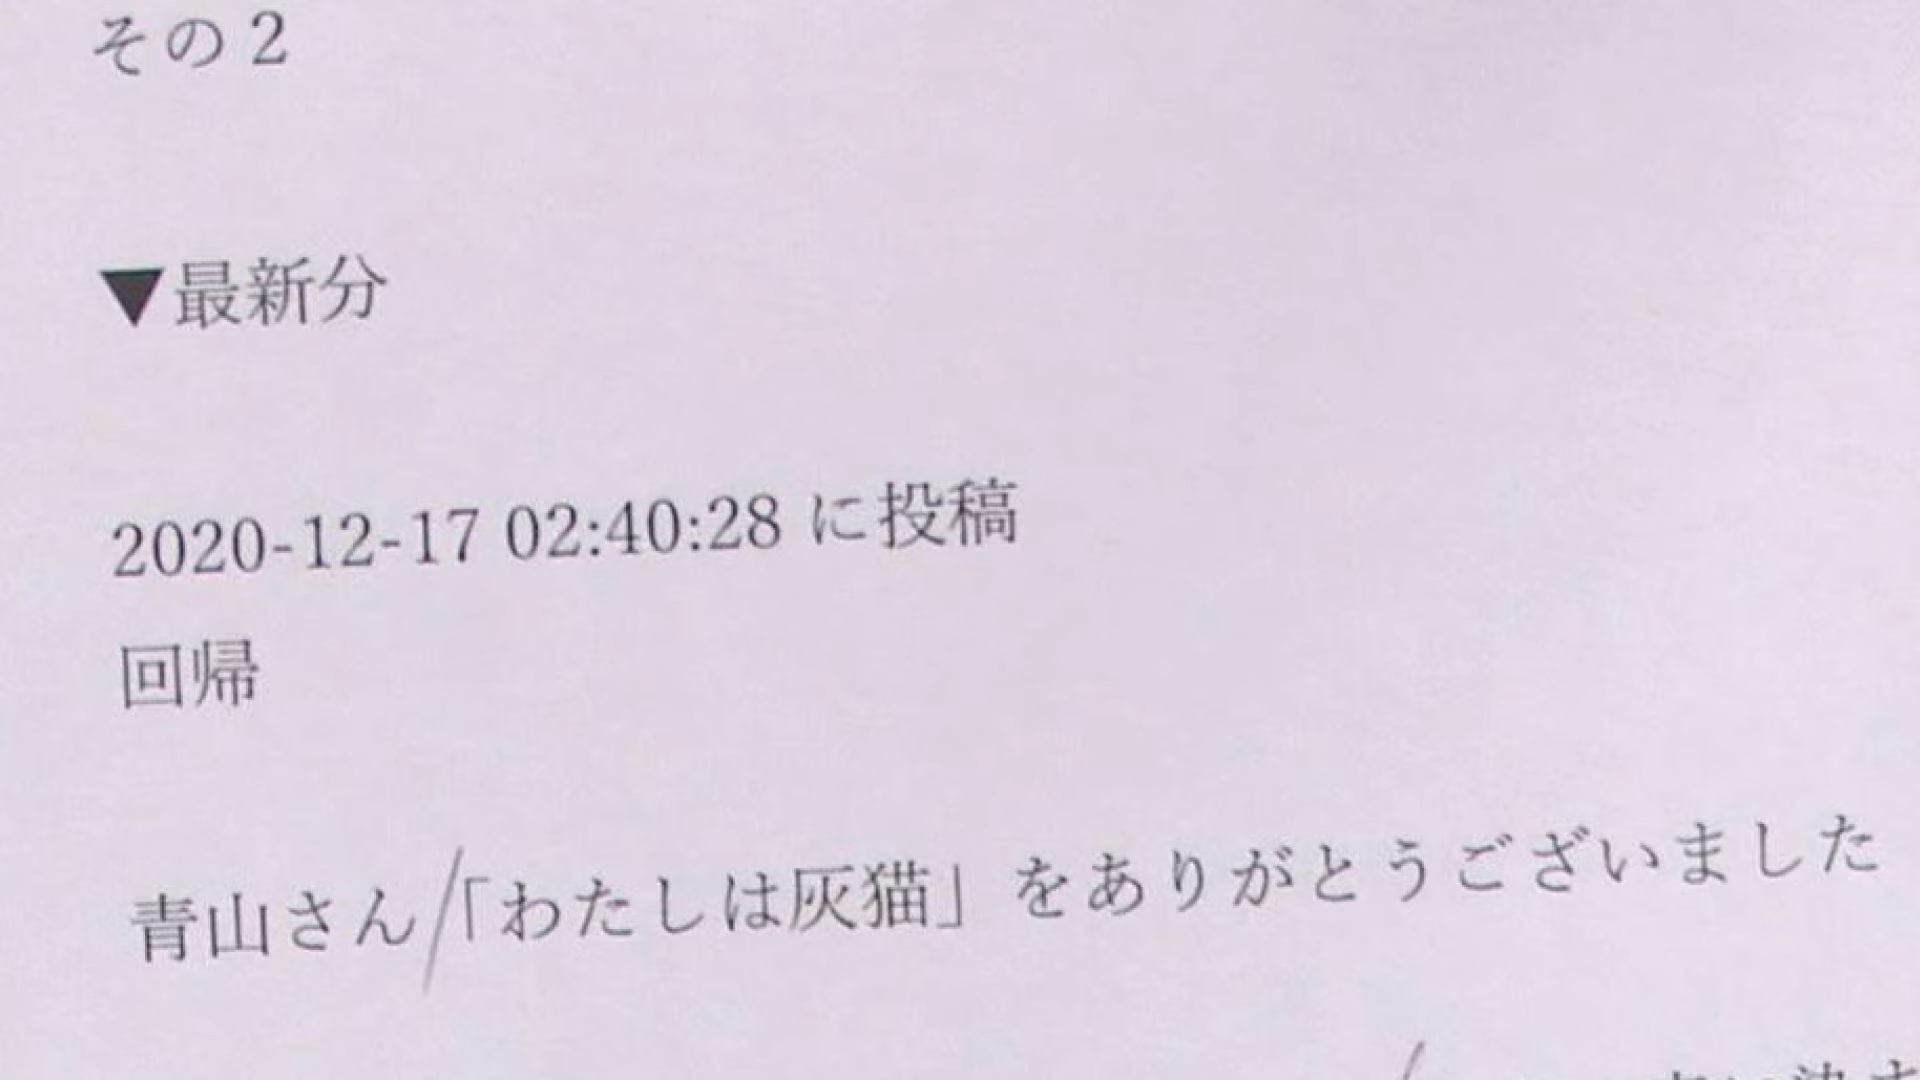 その2
▼最新分
2020-12-17 02:40:28 に投稿
回帰
青山さん/「わたしは灰猫」をありがとうございました